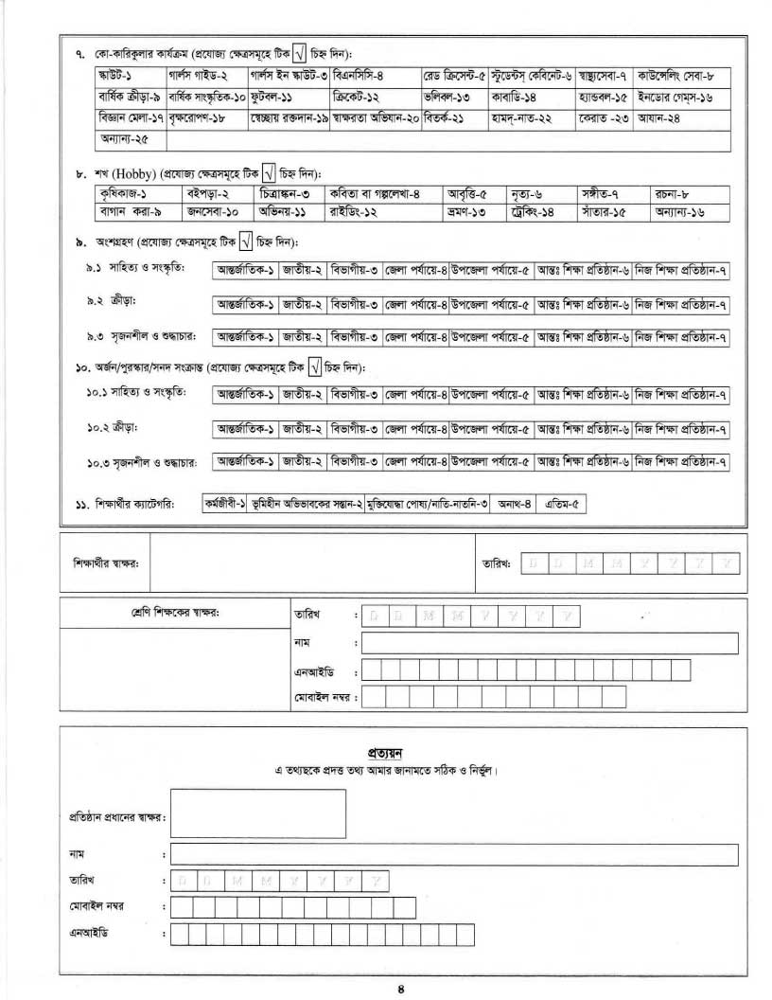 ৭. কো-কারিকুলার কার্যক্রম (প্রযোজ্য ক্ষেত্রসমূহে টিক √ চিহ্ন দিন):
স্কাউট-১ গার্লস গাইড-২ গার্লস ইন স্কাউট-৩ বিএনসিসি-৪ রেড ক্রিসেন্ট-৫ স্টুডেন্টস্ কেবিনেট-৬ স্বাস্থ্যসেবা-৭ কাউন্সেলিং সেবা-৮
বার্ষিক ক্রীড়া-৯ বার্ষিক সাংস্কৃতিক-১০ ফুটবল-১১ ক্রিকেট-১২ ভলিবল-১৩ কাবাডি-১৪ হ্যান্ডবল-১৫ ইনডোর গেম্‌স-১৬
বিজ্ঞান মেলা-১৭ বৃক্ষরোপণ-১৮ স্বেচ্ছায় রক্তদান-১৯ স্বাক্ষরতা অভিযান-২০ বিতর্ক-২১ হামদ্-নাত-২২ কেরাত -২৩ আযান-২৪
অন্যান্য-২৫
৮. শখ (Hobby) (প্রযোজ্য ক্ষেত্রসমূহে টিক √ চিহ্ন দিন):
কৃষিকাজ-১ বইপড়া-২ চিত্রাঙ্কন-৩ কবিতা বা গল্পলেখা-৪ আবৃত্তি-৫ নৃত্য-৬ সঙ্গীত-৭ রচনা-৮
বাগান করা-৯ জনসেবা-১০ অভিনয়-১১ রাইডিং-১২ ভ্রমণ-১৩ ট্রেকিং-১৪ সাঁতার-১৫ অন্যান্য-১৬
৯. অংশগ্রহণ (প্রযোজ্য ক্ষেত্রসমূহে টিক √ চিহ্ন দিন):
৯.১ সাহিত্য ও সংস্কৃতি: আন্তর্জাতিক-১ জাতীয়-২ বিভাগীয়-৩ জেলা পর্যায়ে-৪ উপজেলা পর্যায়ে-৫ আন্তঃ শিক্ষা প্রতিষ্ঠান-৬ নিজ শিক্ষা প্রতিষ্ঠান-৭
৯.২ ক্রীড়া: আন্তর্জাতিক-১ জাতীয়-২ বিভাগীয়-৩ জেলা পর্যায়ে-৪ উপজেলা পর্যায়ে-৫ আন্তঃ শিক্ষা প্রতিষ্ঠান-৬ নিজ শিক্ষা প্রতিষ্ঠান-৭
৯.৩ সৃজনশীল ও শুদ্ধাচার: আন্তর্জাতিক-১ জাতীয়-২ বিভাগীয়-৩ জেলা পর্যায়ে-৪ উপজেলা পর্যায়ে-৫ আন্তঃ শিক্ষা প্রতিষ্ঠান-৬ নিজ শিক্ষা প্রতিষ্ঠান-৭
১০. অর্জন/পুরস্কার/সনদ সংক্রান্ত (প্রযোজ্য ক্ষেত্রসমূহে টিক √ চিহ্ন দিন):
১০.১ সাহিত্য ও সংস্কৃতি: আন্তর্জাতিক-১ জাতীয়-২ বিভাগীয়-৩ জেলা পর্যায়ে-৪ উপজেলা পর্যায়ে-৫ আন্তঃ শিক্ষা প্রতিষ্ঠান-৬ নিজ শিক্ষা প্রতিষ্ঠান-৭
১০.২ ক্রীড়া: আন্তর্জাতিক-১ জাতীয়-২ বিভাগীয়-৩ জেলা পর্যায়ে-৪ উপজেলা পর্যায়ে-৫ আন্তঃ শিক্ষা প্রতিষ্ঠান-৬ নিজ শিক্ষা প্রতিষ্ঠান-৭
১০.৩ সৃজনশীল ও শুদ্ধাচার: আন্তর্জাতিক-১ জাতীয়-২ বিভাগীয়-৩ জেলা পর্যায়ে-৪ উপজেলা পর্যায়ে-৫ আন্তঃ শিক্ষা প্রতিষ্ঠান-৬ নিজ শিক্ষা প্রতিষ্ঠান-৭
১১. শিক্ষার্থীর ক্যাটেগরি: কর্মজীবী-১ ভূমিহীন অভিভাবকের সন্তান-২ মুক্তিযোদ্ধা পোষ্য/নাতি-নাতনি-৩ অনাথ-৪ এতিম-৫
শিক্ষার্থীর স্বাক্ষর: তারিখ: D D M M Y Y Y Y
শ্রেণি শিক্ষকের স্বাক্ষর: তারিখ : D D M M Y Y Y Y
নাম :
এনআইডি :
মোবাইল নম্বর :
প্রত্যয়ন
এ তথ্যছকে প্রদত্ত তথ্য আমার জানামতে সঠিক ও নির্ভুল।
প্রতিষ্ঠান প্রধানের স্বাক্ষর :
নাম :
তারিখ : D D M M Y Y Y Y
মোবাইল নম্বর :
এনআইডি :
৪